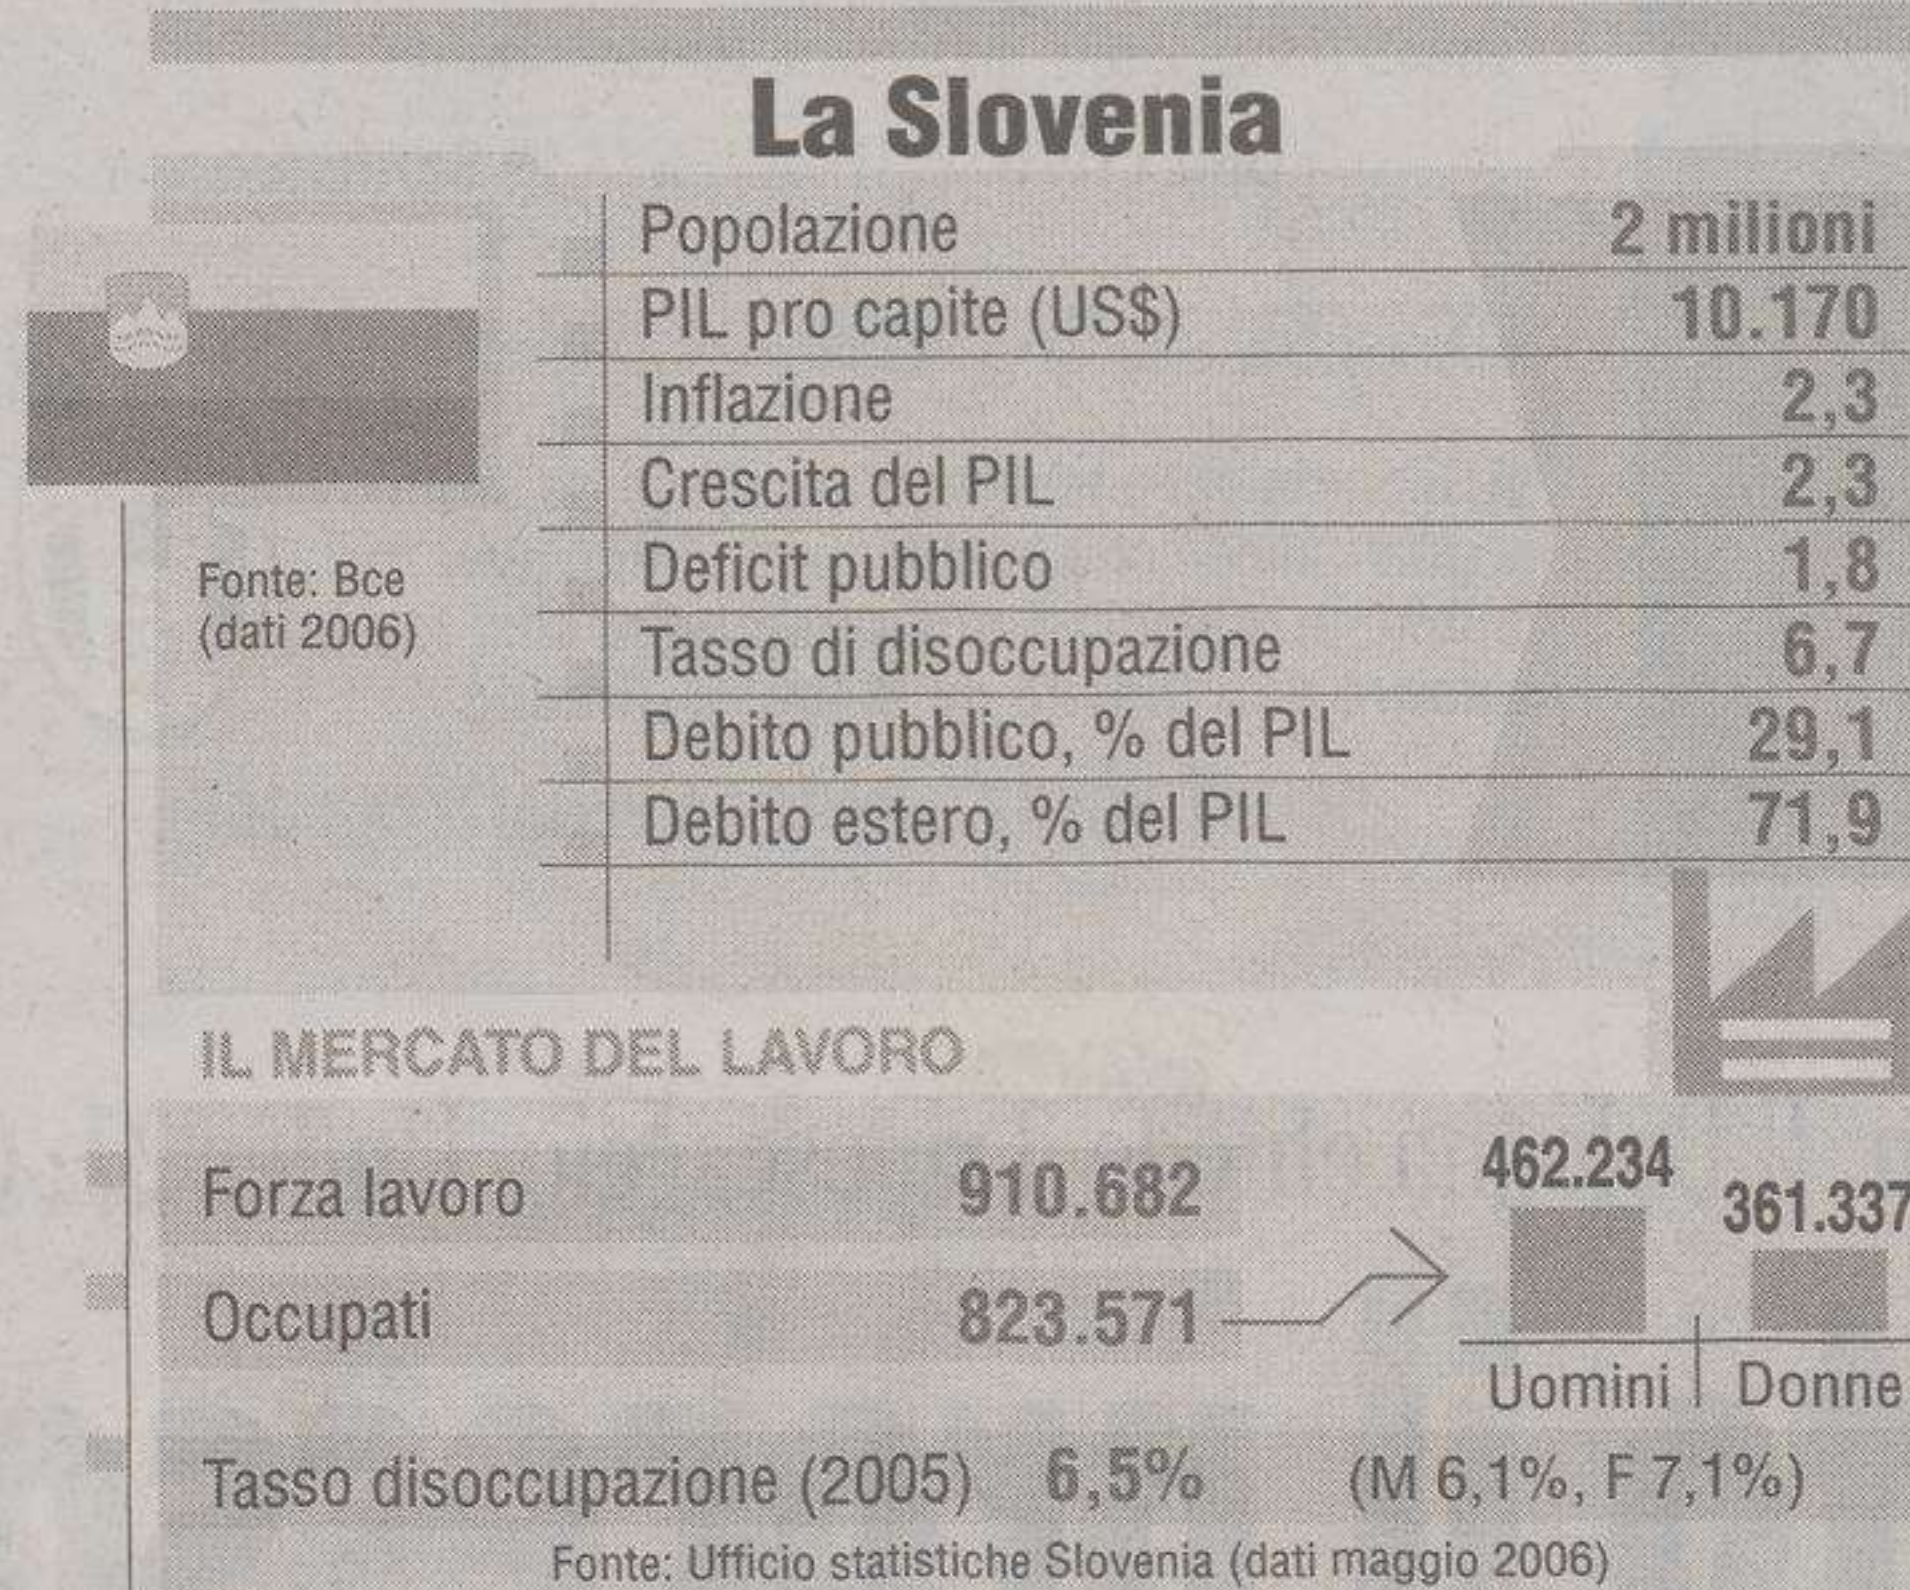 La Slovenia
Popolazione 2 milioni
PIL pro capite (US$) 10.170
Inflazione 2,3
Crescita del PIL 2,3
Deficit pubblico 1,8
Tasso di disoccupazione 6,7
Debito pubblico, % del PIL 29,1
Debito estero, % del PIL 71,9
Fonte: Bce
(dati 2006)
IL MERCATO DEL LAVORO
Forza lavoro 910.682
Occupati 823.571
462.234
361.337
Uomini
Donne
Tasso disoccupazione (2005) 6,5% (M 6,1%, F 7,1%)
Fonte: Ufficio statistiche Slovenia (dati maggio 2006)